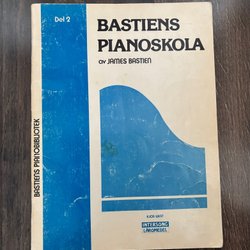 Del 2
BASTIENS
PIANOSKOLA
av JAMES BASTIEN
BASTIENS PIANOBIBLIOTEK
INTERSONG